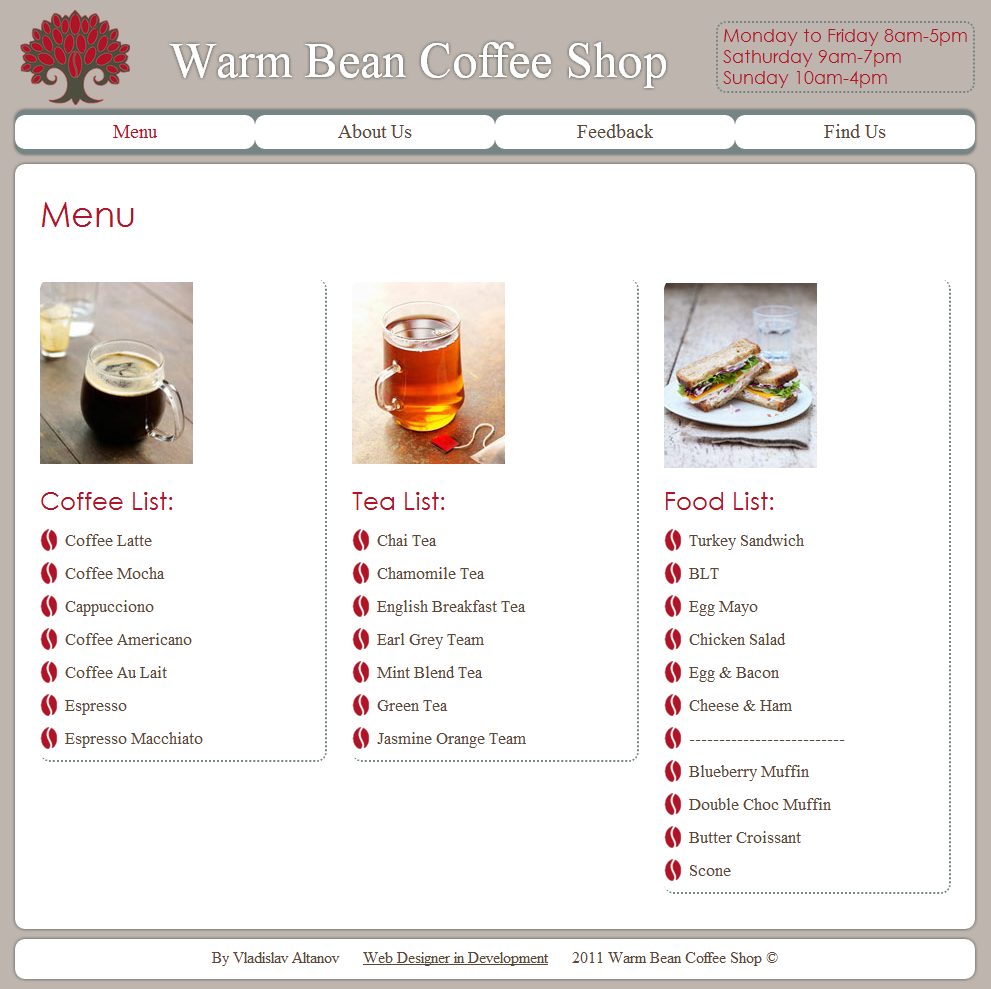 Warm Bean Coffee Shop
Monday to Friday 8am-5pm
Sathurday 9am-7pm
Sunday 10am-4pm
Menu
About Us
Feedback
Find Us
Menu
Coffee List:
Coffee Latte
Coffee Mocha
Cappucciono
Coffee Americano
Coffee Au Lait
Espresso
Espresso Macchiato
Tea List:
Chai Tea
Chamomile Tea
English Breakfast Tea
Earl Grey Team
Mint Blend Tea
Green Tea
Jasmine Orange Team
Food List:
Turkey Sandwich
BLT
Egg Mayo
Chicken Salad
Egg & Bacon
Cheese & Ham
--------------------------
Blueberry Muffin
Double Choc Muffin
Butter Croissant
Scone
By Vladislav Altanov Web Designer in Development 2011 Warm Bean Coffee Shop ©